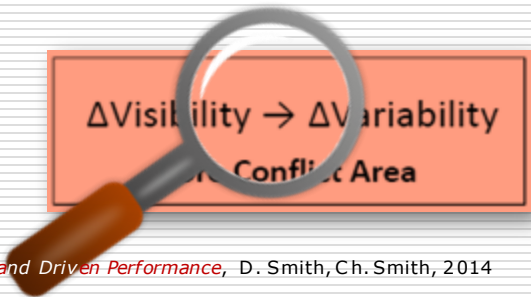 ΔVisibility → ΔVariability
Conflict Area
and Driven Performance, D. Smith, Ch. Smith, 2014